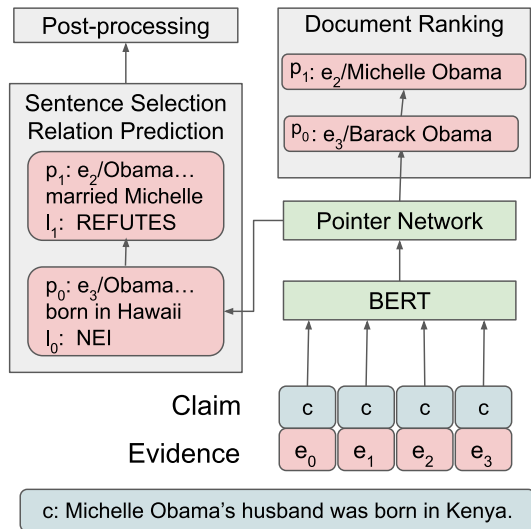 Post-processing
Sentence Selection
Relation Prediction
p₁: e₂/Obama…
married Michelle
l₁: REFUTES
p₀: e₃/Obama…
born in Hawaii
l₀: NEI
Document Ranking
p₁: e₂/Michelle Obama
p₀: e₃/Barack Obama
Pointer Network
BERT
Claim c c c c
Evidence e₀ e₁ e₂ e₃
c: Michelle Obama's husband was born in Kenya.